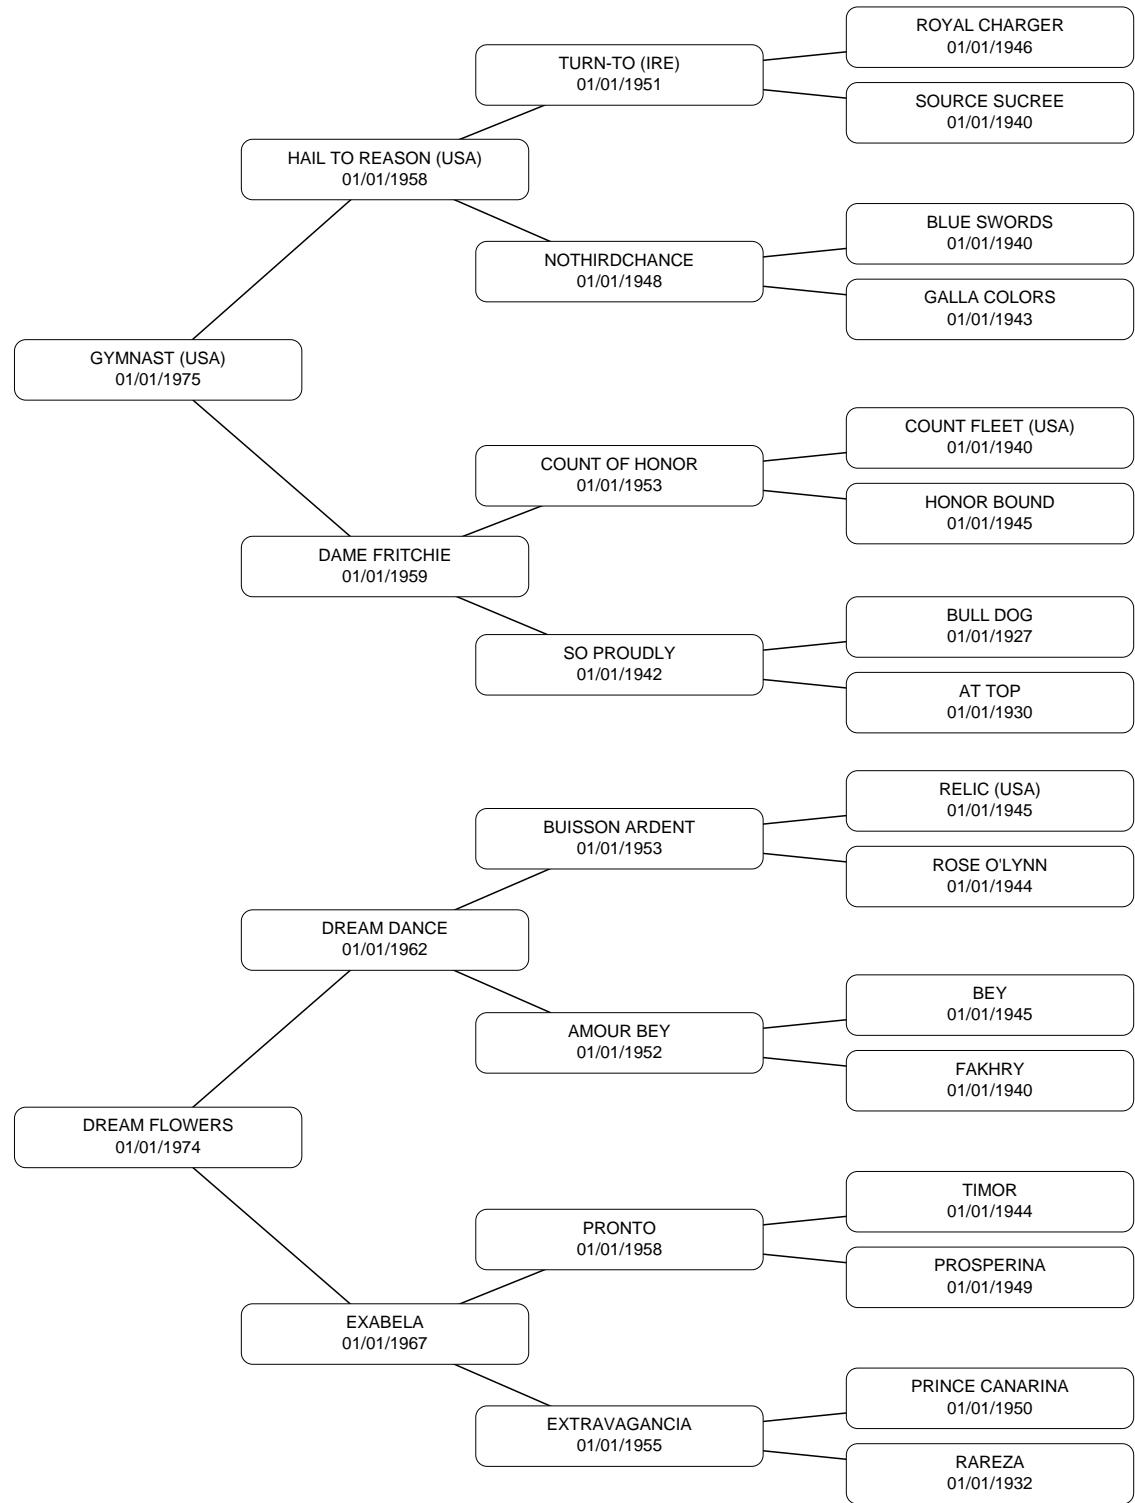 ROYAL CHARGER
01/01/1946
TURN-TO (IRE)
01/01/1951
SOURCE SUCREE
01/01/1940
HAIL TO REASON (USA)
01/01/1958
BLUE SWORDS
01/01/1940
NOTHIRDCHANCE
01/01/1948
GALLA COLORS
01/01/1943
GYMNAST (USA)
01/01/1975
COUNT FLEET (USA)
01/01/1940
COUNT OF HONOR
01/01/1953
HONOR BOUND
01/01/1945
DAME FRITCHIE
01/01/1959
BULL DOG
01/01/1927
SO PROUDLY
01/01/1942
AT TOP
01/01/1930
RELIC (USA)
01/01/1945
BUISSON ARDENT
01/01/1953
ROSE O'LYNN
01/01/1944
DREAM DANCE
01/01/1962
BEY
01/01/1945
AMOUR BEY
01/01/1952
FAKHRY
01/01/1940
DREAM FLOWERS
01/01/1974
TIMOR
01/01/1944
PRONTO
01/01/1958
PROSPERINA
01/01/1949
EXABELA
01/01/1967
PRINCE CANARINA
01/01/1950
EXTRAVAGANCIA
01/01/1955
RAREZA
01/01/1932